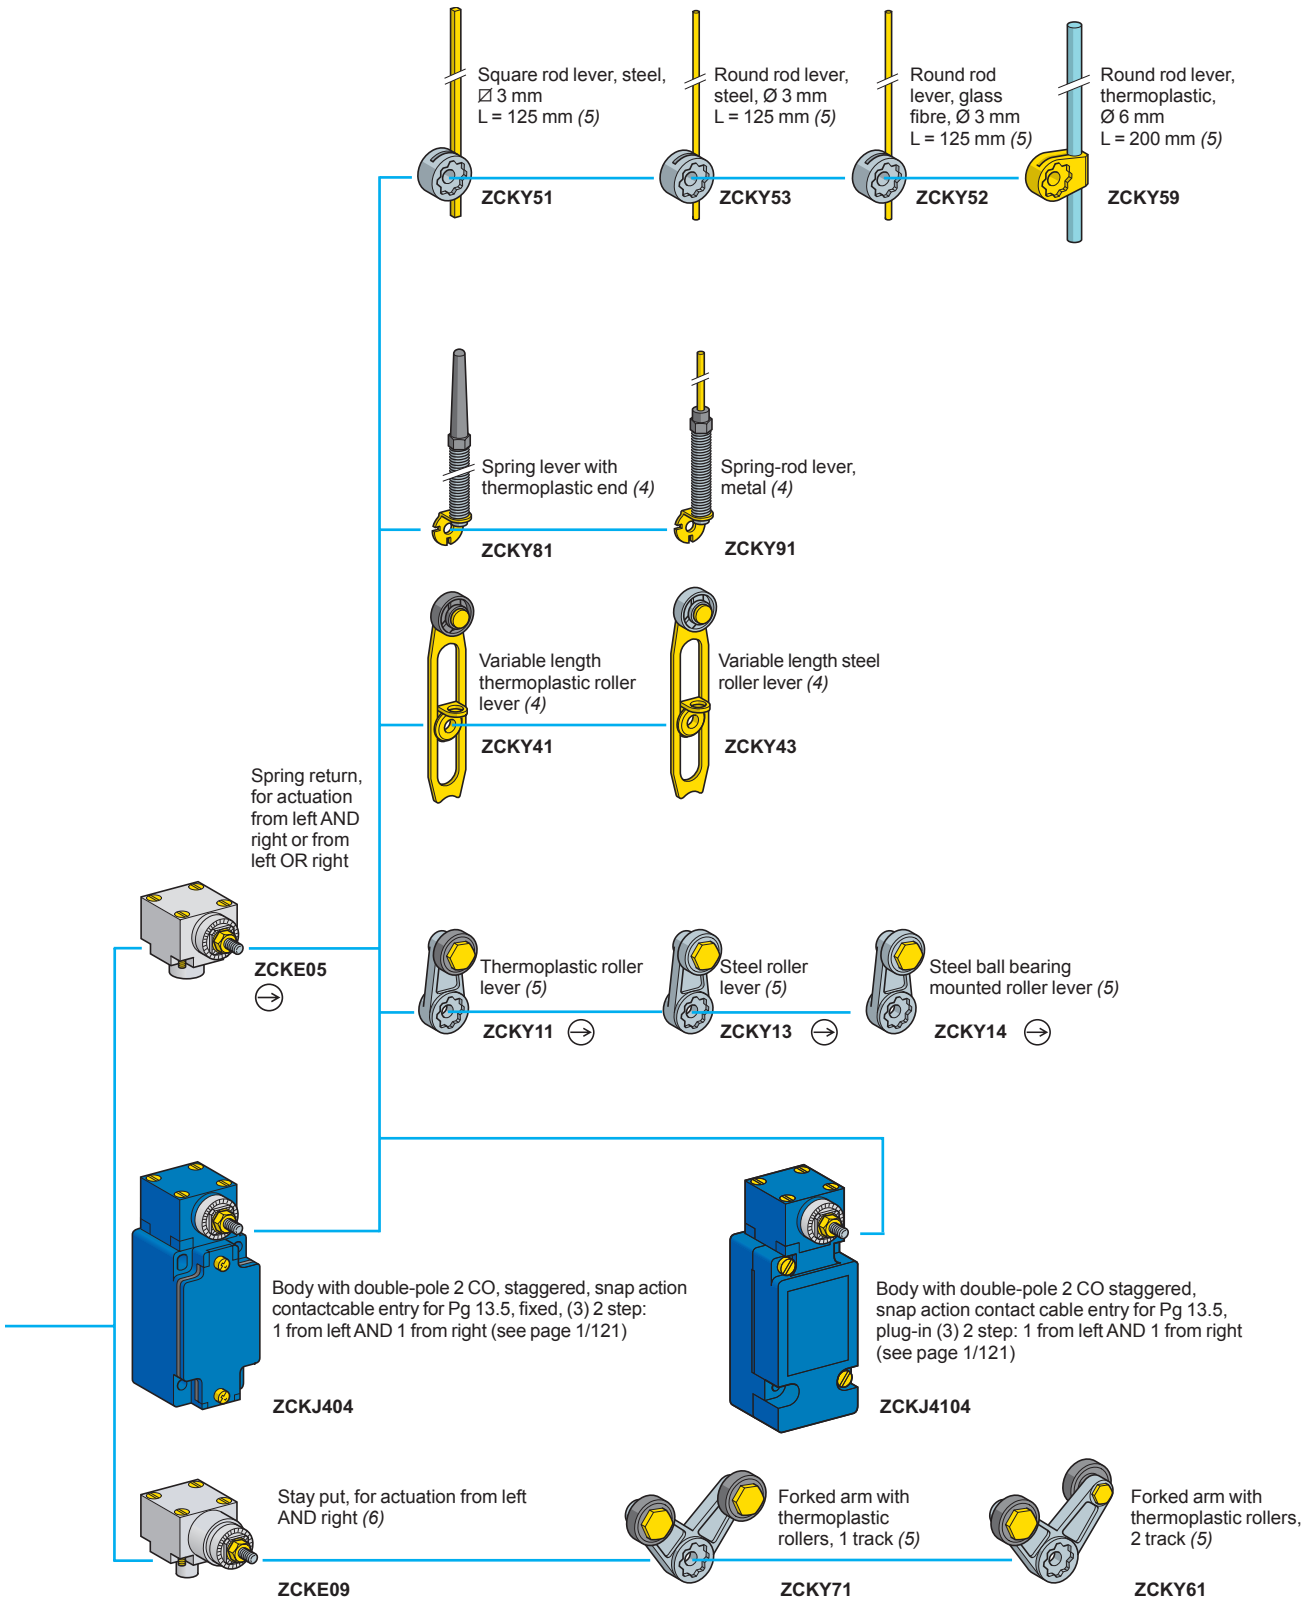 Square rod lever, steel,
⌀ 3 mm
L = 125 mm (5)
ZCKY51
Round rod lever,
steel, Ø 3 mm
L = 125 mm (5)
ZCKY53
Round rod
lever, glass
fibre, Ø 3 mm
L = 125 mm (5)
ZCKY52
Round rod lever,
thermoplastic,
Ø 6 mm
L = 200 mm (5)
ZCKY59
Spring lever with
thermoplastic end (4)
ZCKY81
Spring-rod lever,
metal (4)
ZCKY91
Variable length
thermoplastic roller
lever (4)
ZCKY41
Variable length steel
roller lever (4)
ZCKY43
Spring return,
for actuation
from left AND
right or from
left OR right
ZCKE05
Thermoplastic roller
lever (5)
ZCKY11
Steel roller
lever (5)
ZCKY13
Steel ball bearing
mounted roller lever (5)
ZCKY14
Body with double-pole 2 CO, staggered, snap action
contactcable entry for Pg 13.5, fixed, (3) 2 step:
1 from left AND 1 from right (see page 1/121)
ZCKJ404
Body with double-pole 2 CO staggered,
snap action contact cable entry for Pg 13.5,
plug-in (3) 2 step: 1 from left AND 1 from right
(see page 1/121)
ZCKJ4104
Stay put, for actuation from left
AND right (6)
ZCKE09
Forked arm with
thermoplastic
rollers, 1 track (5)
ZCKY71
Forked arm with
thermoplastic rollers,
2 track (5)
ZCKY61